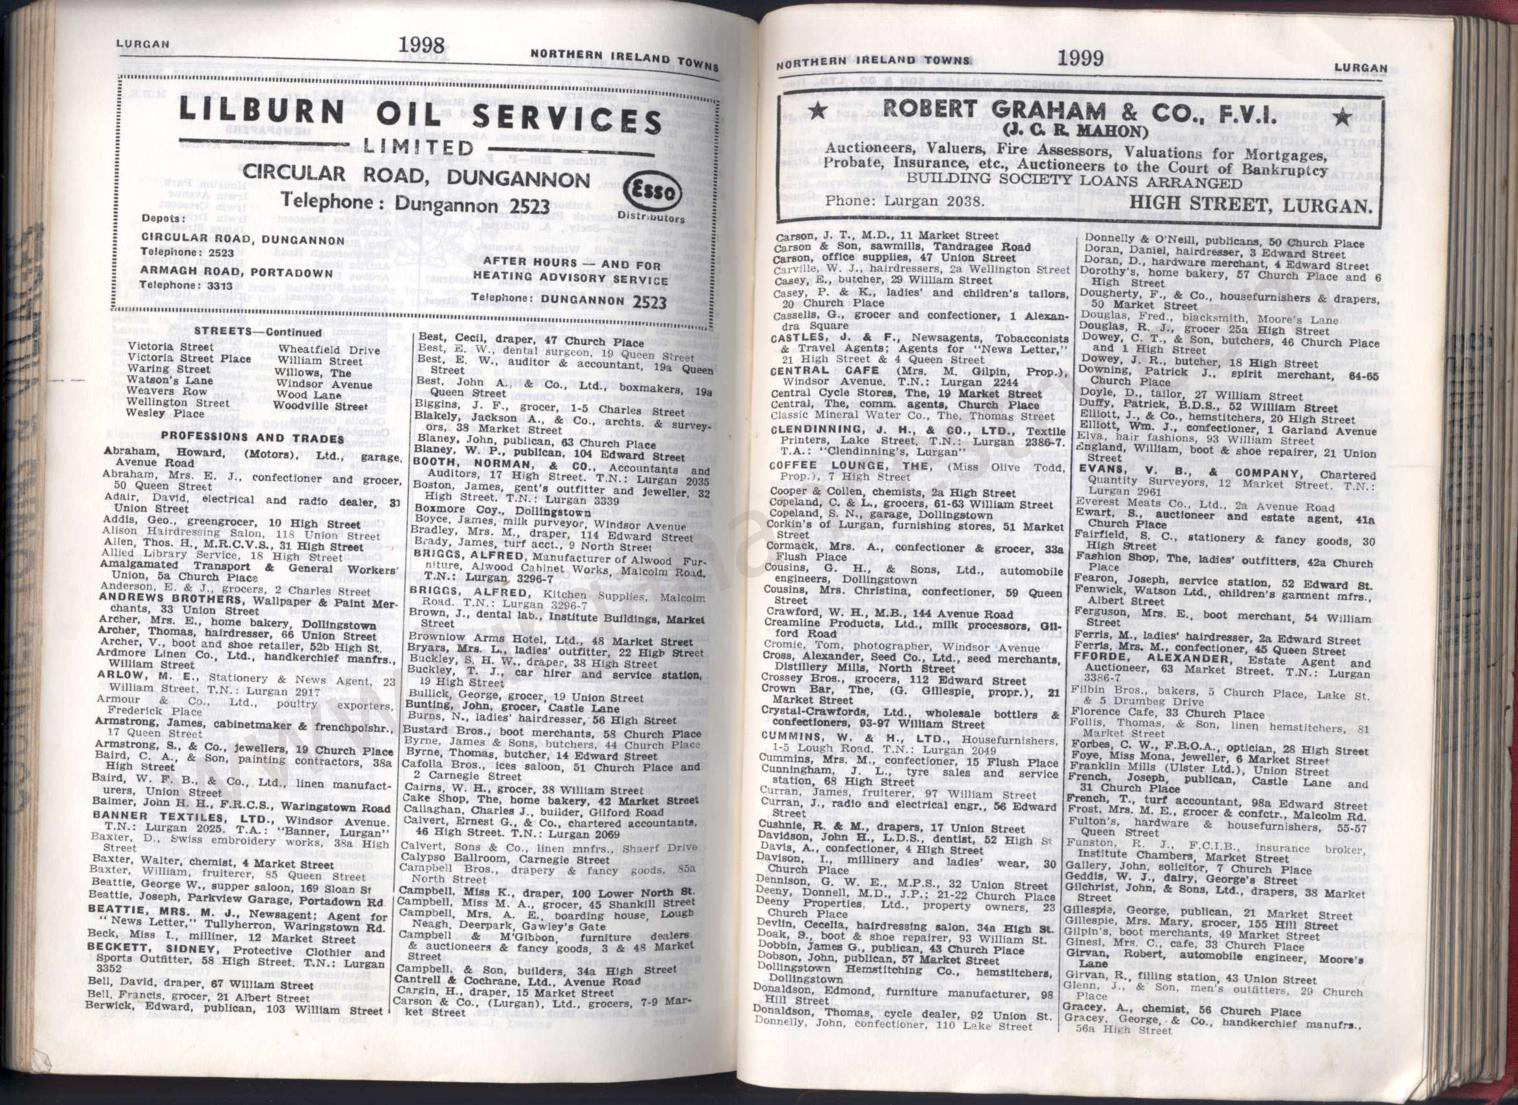 LURGAN
1998
NORTHERN IRELAND TOWNS
LILBURN OIL SERVICES
LIMITED
CIRCULAR ROAD, DUNGANNON
Telephone : Dungannon 2523
Esso
Distributors
Depots:
CIRCULAR ROAD, DUNGANNON
Telephone: 2523
ARMAGH ROAD, PORTADOWN
Telephone: 3313
AFTER HOURS — AND FOR
HEATING ADVISORY SERVICE
Telephone: DUNGANNON 2523
STREETS—Continued
Victoria Street
Victoria Street Place
Waring Street
Watson's Lane
Weavers Row
Wellington Street
Wesley Place
Wheatfield Drive
William Street
Willows, The
Windsor Avenue
Wood Lane
Woodville Street
PROFESSIONS AND TRADES
Abraham, Howard, (Motors), Ltd., garage,
Avenue Road
Abraham, Mrs. E. J., confectioner and grocer,
50 Queen Street
Adair, David, electrical and radio dealer, 31
Union Street
Addis, Geo., greengrocer, 10 High Street
Alison Hairdressing Salon, 118 Union Street
Allen, Thos. H., M.R.C.V.S., 31 High Street
Allied Library Service, 18 High Street
Amalgamated Transport & General Workers'
Union, 5a Church Place
Anderson, E. & J., grocers, 2 Charles Street
ANDREWS BROTHERS, Wallpaper & Paint Mer-
chants, 33 Union Street
Archer, Mrs. E., home bakery, Dollingstown
Archer, Thomas, hairdresser, 66 Union Street
Archer, V., boot and shoe retailer, 52b High St.
Ardmore Linen Co., Ltd., handkerchief manfrs.,
William Street
ARLOW, M. E., Stationery & News Agent, 23
William Street. T.N.: Lurgan 2917
Armour & Co., Ltd., poultry exporters,
Frederick Place
Armstrong, James, cabinetmaker & frenchpolshr.,
17 Queen Street
Armstrong, S., & Co., jewellers, 19 Church Place
Baird, C. A., & Son, painting contractors, 38a
High Street
Baird, W. F. B., & Co., Ltd., linen manufact-
urers, Union Street
Balmer, John H. H., F.R.C.S., Waringstown Road
BANNER TEXTILES, LTD., Windsor Avenue.
T.N.: Lurgan 2025. T.A.: "Banner, Lurgan"
Baxter, D., Swiss embroidery works, 38a High
Street
Baxter, Walter, chemist, 4 Market Street
Baxter, William, fruiterer, 85 Queen Street
Beattie, George W., supper saloon, 169 Sloan St
Beattie, Joseph, Parkview Garage, Portadown Rd
BEATTIE, MRS. M. J., Newsagent; Agent for
"News Letter," Tullyherron, Waringstown Rd.
Beck, Miss I., milliner, 12 Market Street
BECKETT, SIDNEY, Protective Clothier and
Sports Outfitter, 58 High Street. T.N.: Lurgan
3352
Bell, David, draper, 67 William Street
Bell, Francis, grocer, 21 Albert Street
Berwick, Edward, publican, 103 William Street
Best, Cecil, draper, 47 Church Place
Best, E. W., dental surgeon, 19 Queen Street
Best, E. W., auditor & accountant, 19a Queen
Street
Best, John A., & Co., Ltd., boxmakers, 19a
Queen Street
Biggins, J. F., grocer, 1-5 Charles Street
Blakely, Jackson A., & Co., archts. & survey-
ors, 38 Market Street
Blaney, John, publican, 63 Church Place
Blaney, W. P., publican, 104 Edward Street
BOOTH, NORMAN, & CO., Accountants and
Auditors, 17 High Street. T.N.: Lurgan 2035
Boston, James, gent's outfitter and jeweller, 32
High Street. T.N.: Lurgan 3339
Boxmore Coy., Dollingstown
Boyce, James, milk purveyor, Windsor Avenue
Bradley, Mrs. M., draper, 114 Edward Street
Brady, James, turf acct., 9 North Street
BRIGGS, ALFRED, Manufacturer of Alwood Fur-
niture, Alwood Cabinet Works, Malcolm Road.
T.N.: Lurgan 3296-7
BRIGGS, ALFRED, Kitchen Supplies, Malcolm
Road. T.N.: Lurgan 3296-7
Brown, J., dental lab., Institute Buildings, Market
Street
Brownlow Arms Hotel, Ltd., 48 Market Street
Bryars, Mrs. L., ladies' outfitter, 22 High Street
Buckley, S. H. W., draper, 38 High Street
Buckley, T. J., car hirer and service station,
19 High Street
Bullick, George, grocer, 19 Union Street
Bunting, John, grocer, Castle Lane
Burns, N., ladies' hairdresser, 56 High Street
Bustard Bros., boot merchants, 58 Church Place
Byrne, James & Sons, butchers, 44 Church Place
Byrne, Thomas, butcher, 14 Edward Street
Cafolla Bros., ices saloon, 51 Church Place and
2 Carnegie Street
Cairns, W. H., grocer, 38 William Street
Cake Shop, The, home bakery, 42 Market Street
Callaghan, Charles J., builder, Gilford Road
Calvert, Ernest G., & Co., chartered accountants,
46 High Street. T.N.: Lurgan 2069
Calvert, Sons & Co., linen mnfrs., Shaerf Drive
Calypso Ballroom, Carnegie Street
Campbell Bros., drapery & fancy goods, 85a
North Street
Campbell, Miss K., draper, 100 Lower North St.
Campbell, Miss M. A., grocer, 45 Shankill Street
Campbell, Mrs. A. E., boarding house, Lough
Neagh, Deerpark, Gawley's Gate
Campbell & M'Gibbon, furniture dealers
& auctioneers & fancy goods, 3 & 48 Market
Street
Campbell, & Son, builders, 34a High Street
Cantrell & Cochrane, Ltd., Avenue Road
Cargin, H., draper, 15 Market Street
Carson & Co., (Lurgan), Ltd., grocers, 7-9 Mar-
ket Street
NORTHERN IRELAND TOWNS
1999
LURGAN
★ ROBERT GRAHAM & CO., F.V.I. ★
(J. C. R. MAHON)
Auctioneers, Valuers, Fire Assessors, Valuations for Mortgages,
Probate, Insurance, etc., Auctioneers to the Court of Bankruptcy
BUILDING SOCIETY LOANS ARRANGED
Phone: Lurgan 2038. HIGH STREET, LURGAN.
Carson, J. T., M.D., 11 Market Street
Carson & Son, sawmills, Tandragee Road
Carson, office supplies, 47 Union Street
Carville, W. J., hairdressers, 2a Wellington Street
Casey, E., butcher, 29 William Street
Casey, P. & K., ladies' and children's tailors,
20 Church Place
Cassells, G., grocer and confectioner, 1 Alexan-
dra Square
CASTLES, J. & F., Newsagents, Tobacconists
& Travel Agents; Agents for "News Letter,"
21 High Street & 4 Queen Street
CENTRAL CAFE (Mrs. M. Gilpin, Prop.),
Windsor Avenue. T.N.: Lurgan 2244
Central Cycle Stores, The, 19 Market Street
Central, The, comm. agents, Church Place
Classic Mineral Water Co., The, Thomas Street
CLENDINNING, J. H., & CO., LTD., Textile
Printers, Lake Street. T.N.: Lurgan 2386-7.
T.A.: "Clendinning's, Lurgan"
COFFEE LOUNGE, THE, (Miss Olive Todd,
Prop.), 7 High Street
Cooper & Collen, chemists, 2a High Street
Copeland, C. & L., grocers, 61-63 William Street
Copeland, S. N., garage, Dollingstown
Corkin's of Lurgan, furnishing stores, 51 Market
Street
Cormack, Mrs. A., confectioner & grocer, 33a
Flush Place
Cousins, G. H., & Sons, Ltd., automobile
engineers, Dollingstown
Cousins, Mrs. Christina, confectioner, 59 Queen
Street
Crawford, W. H., M.B., 144 Avenue Road
Creamline Products, Ltd., milk processors, Gil-
ford Road
Cromie, Tom, photographer, Windsor Avenue
Cross, Alexander, Seed Co., Ltd., seed merchants,
Distillery Mills, North Street
Crossey Bros., grocers, 112 Edward Street
Crown Bar, The, (G. Gillespie, propr.), 21
Market Street
Crystal-Crawfords, Ltd., wholesale bottlers &
confectioners, 93-97 William Street
CUMMINS, W. & H., LTD., Housefurnishers,
1-5 Lough Road. T.N.: Lurgan 2049
Cummins, Mrs. M., confectioner, 15 Flush Place
Cunningham, J. L., tyre sales and service
station, 68 High Street
Curran, James, fruiterer, 97 William Street
Curran, J., radio and electrical engr., 56 Edward
Street
Cushnie, R. & M., drapers, 17 Union Street
Davidson, John H., L.D.S., dentist, 52 High St
Davis, A., confectioner, 4 High Street
Davison, I., millinery and ladies' wear, 30
Church Place
Dennison, G. W. E., M.P.S., 32 Union Street
Deeny, Donnell, M.D., J.P.; 21-22 Church Place
Deeny Properties, Ltd., property owners, 23
Church Place
Devlin, Cecelia, hairdressing salon, 34a High St.
Doak, S., boot & shoe repairer, 93 William St.
Dobbin, James G., publican, 43 Church Place
Dobson, John, publican, 57 Market Street
Dollingstown Hemstitching Co., hemstitchers,
Dollingstown
Donaldson, Edmond, furniture manufacturer, 98
Hill Street
Donaldson, Thomas, cycle dealer, 92 Union St.
Donnelly, John, confectioner, 110 Lake Street
Donnelly & O'Neill, publicans, 50 Church Place
Doran, Daniel, hairdresser, 3 Edward Street
Doran, D., hardware merchant, 4 Edward Street
Dorothy's, home bakery, 57 Church Place and 6
High Street
Dougherty, F., & Co., housefurnishers & drapers,
50 Market Street
Douglas, Fred., blacksmith, Moore's Lane
Douglas, R. J., grocer 25a High Street
Dowey, C. T., & Son, butchers, 46 Church Place
and 1 High Street
Dowey, J. R., butcher, 18 High Street
Downing, Patrick J., spirit merchant, 64-65
Church Place
Doyle, D., tailor, 27 William Street
Duffy, Patrick, B.D.S., 52 William Street
Elliott, J., & Co., hemstitchers, 20 High Street
Elliott, Wm. J., confectioner, 1 Garland Avenue
Elva, hair fashions, 93 William Street
England, William, boot & shoe repairer, 21 Union
Street
EVANS, V. B., & COMPANY, Chartered
Quantity Surveyors, 12 Market Street. T.N.:
Lurgan 2961
Everest Meats Co., Ltd., 2a Avenue Road
Ewart, S., auctioneer and estate agent, 41a
Church Place
Fairfield, S. C., stationery & fancy goods, 30
High Street
Fashion Shop, The, ladies' outfitters, 42a Church
Place
Fearon, Joseph, service station, 52 Edward St.
Fenwick, Watson Ltd., children's garment mfrs.,
Albert Street
Ferguson, Mrs. E., boot merchant, 54 William
Street
Ferris, M., ladies' hairdresser, 2a Edward Street
Ferris, Mrs. M., confectioner, 45 Queen Street
FFORDE, ALEXANDER, Estate Agent and
Auctioneer, 63 Market Street. T.N.: Lurgan
3386-7
Filbin Bros., bakers, 5 Church Place, Lake St.
& 5 Drumbeg Drive
Florence Cafe, 33 Church Place
Follis, Thomas, & Son, linen hemstitchers, 81
Market Street
Forbes, C. W., F.B.O.A., optician, 28 High Street
Foye, Miss Mona, jeweller, 6 Market Street
Franklin Mills (Ulster Ltd.), Union Street
French, Joseph, publican, Castle Lane and
31 Church Place
French, T., turf accountant, 98a Edward Street
Frost, Mrs. M. E., grocer & confctr., Malcolm Rd.
Fulton's, hardware & housefurnishers, 55-57
Queen Street
Funston, R. J., F.C.I.B., insurance broker,
Institute Chambers, Market Street
Gallery, John, solicitor, 7 Church Place
Geddis, W. J., dairy, George's Street
Gilchrist, John, & Sons, Ltd., drapers, 38 Market
Street
Gillespie, George, publican, 21 Market Street
Gillespie, Mrs. Mary, grocer, 155 Hill Street
Gilpin's, boot merchants, 49 Market Street
Ginesi, Mrs. C., cafe, 33 Church Place
Girvan, Robert, automobile engineer, Moore's
Lane
Girvan, R., filling station, 43 Union Street
Glenn, J., & Son, men's outfitters, 29 Church
Place
Gracey, A., chemist, 56 Church Place
Gracey, George, & Co., handkerchief manufrs.,
56a High Street